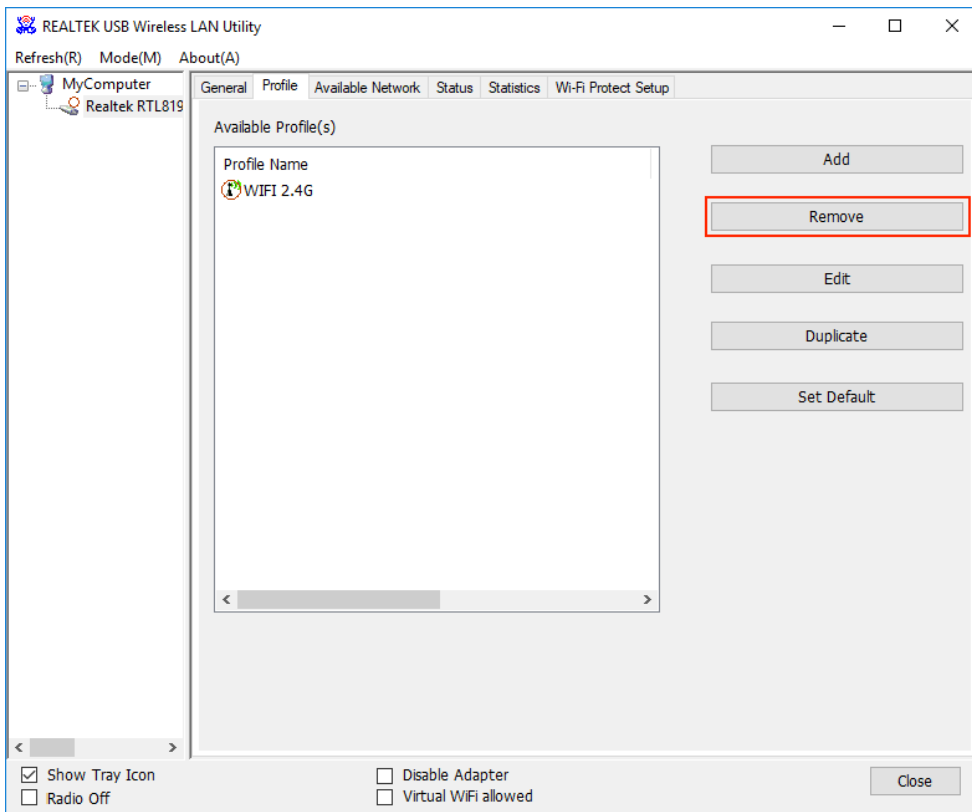 REALTEK USB Wireless LAN Utility
Refresh(R) Mode(M) About(A)
MyComputer
Realtek RTL819
General Profile Available Network Status Statistics Wi-Fi Protect Setup
Available Profile(s)
Profile Name
WIFI 2.4G
Add
Remove
Edit
Duplicate
Set Default
Show Tray Icon
Radio Off
Disable Adapter
Virtual WiFi allowed
Close